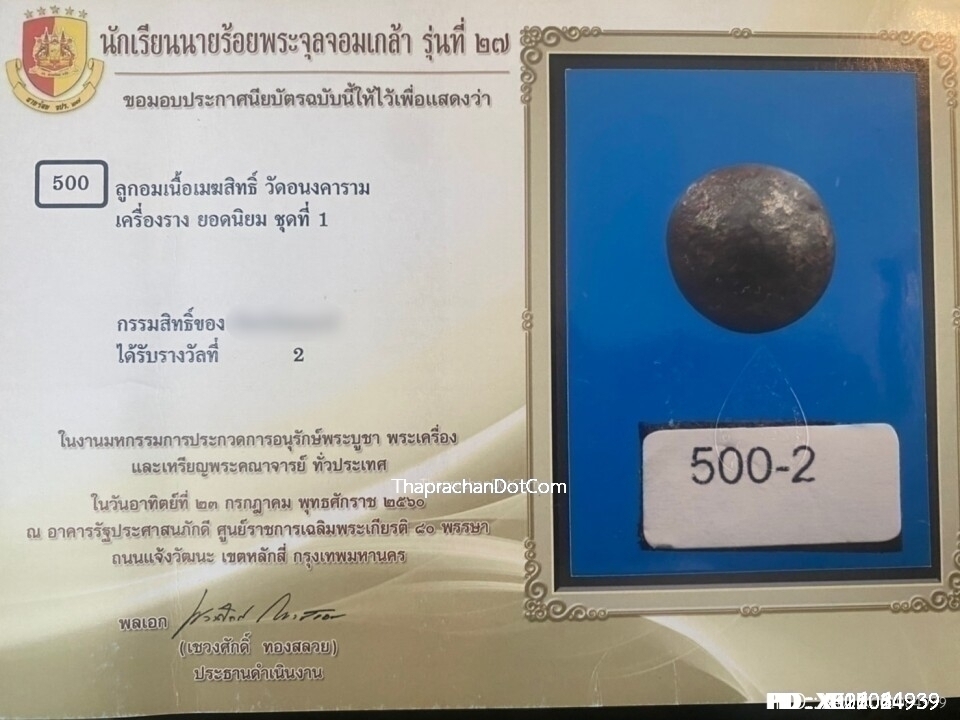 นักเรียนนายร้อยพระจุลจอมเกล้า รุ่นที่ ๒๗
ขอมอบประกาศนียบัตรฉบับนี้ให้ไว้เพื่อแสดงว่า
500
ลูกอมเนื้อเมฆสิทธิ์ วัดอนงคาราม
เครื่องราง ยอดนิยม ชุดที่ 1
กรรมสิทธิ์ของ
ได้รับรางวัลที่ 2
ในงานมหกรรมการประกวดการอนุรักษ์พระบูชา พระเครื่อง
และเหรียญพระคณาจารย์ ทั่วประเทศ
ในวันอาทิตย์ที่ ๒๓ กรกฎาคม พุทธศักราช ๒๕๖๐
ณ อาคารรัฐประศาสนภักดี ศูนย์ราชการเฉลิมพระเกียรติ ๘๐ พรรษา
ถนนแจ้งวัฒนะ เขตหลักสี่ กรุงเทพมหานคร
พลเอก
(เชวงศักดิ์ ทองสลวย)
ประธานดำเนินงาน
500-2
ThaprachanDotCom